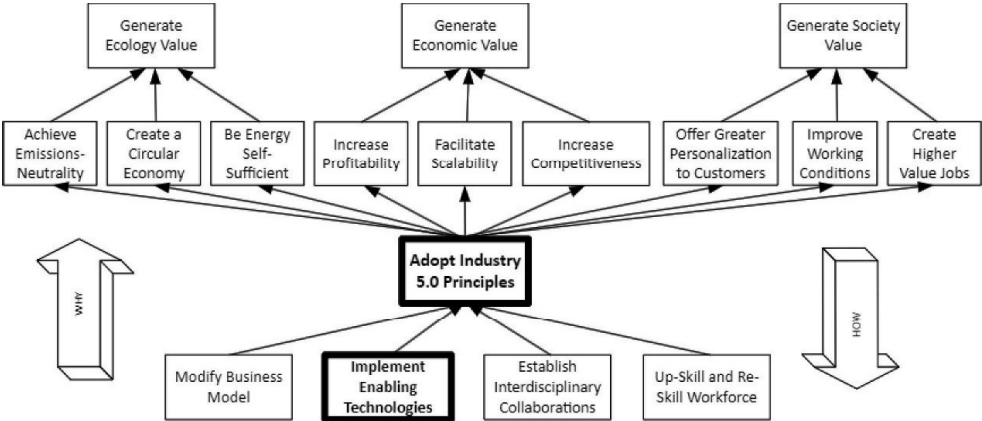 Generate
Ecology Value
Generate
Economic Value
Generate Society
Value
Achieve
Emissions-
Neutrality
Create a
Circular
Economy
Be Energy
Self-
Sufficient
Increase
Profitability
Facilitate
Scalability
Increase
Competitiveness
Offer Greater
Personalization
to Customers
Improve
Working
Conditions
Create
Higher
Value Jobs
Adopt Industry
5.0 Principles
WHY
HOW
Modify Business
Model
Implement
Enabling
Technologies
Establish
Interdisciplinary
Collaborations
Up-Skill and Re-
Skill Workforce